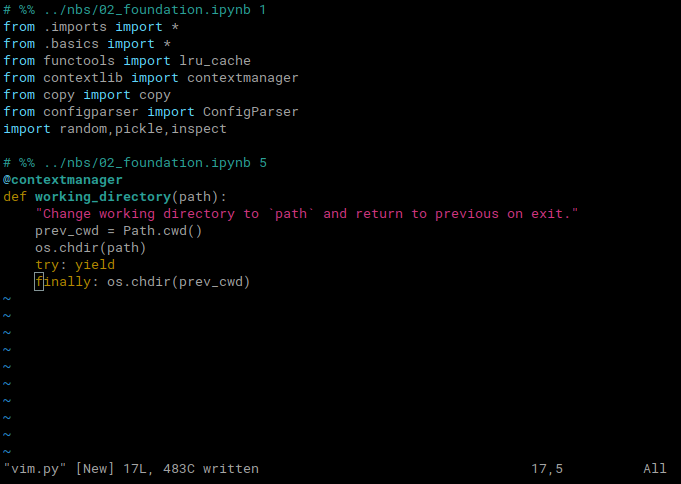 # %% ../nbs/02_foundation.ipynb 1
from .imports import *
from .basics import *
from functools import lru_cache
from contextlib import contextmanager
from copy import copy
from configparser import ConfigParser
import random,pickle,inspect

# %% ../nbs/02_foundation.ipynb 5
@contextmanager
def working_directory(path):
    "Change working directory to `path` and return to previous on exit."
    prev_cwd = Path.cwd()
    os.chdir(path)
    try: yield
    finally: os.chdir(prev_cwd)
~
~
~
~
~
~
~
~
~
~
"vim.py" [New] 17L, 483C written 17,5 All